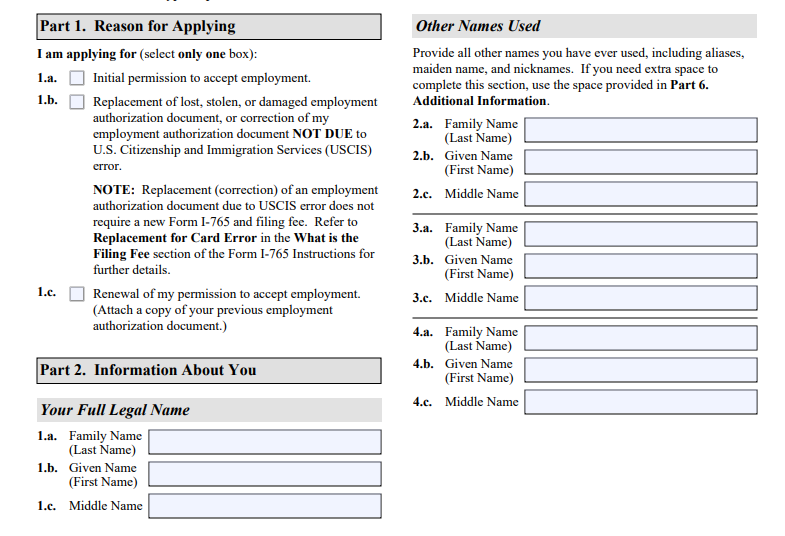 Part 1.  Reason for Applying
I am applying for (select only one box):
1.a. Initial permission to accept employment.
1.b. Replacement of lost, stolen, or damaged employment
authorization document, or correction of my
employment authorization document NOT DUE to
U.S. Citizenship and Immigration Services (USCIS)
error.
NOTE:  Replacement (correction) of an employment
authorization document due to USCIS error does not
require a new Form I-765 and filing fee.  Refer to
Replacement for Card Error in the What is the
Filing Fee section of the Form I-765 Instructions for
further details.
1.c. Renewal of my permission to accept employment.
(Attach a copy of your previous employment
authorization document.)
Part 2.  Information About You
Your Full Legal Name
1.a. Family Name
(Last Name)
1.b. Given Name
(First Name)
1.c. Middle Name
Other Names Used
Provide all other names you have ever used, including aliases,
maiden name, and nicknames.  If you need extra space to
complete this section, use the space provided in Part 6.
Additional Information.
2.a. Family Name
(Last Name)
2.b. Given Name
(First Name)
2.c. Middle Name
3.a. Family Name
(Last Name)
3.b. Given Name
(First Name)
3.c. Middle Name
4.a. Family Name
(Last Name)
4.b. Given Name
(First Name)
4.c. Middle Name